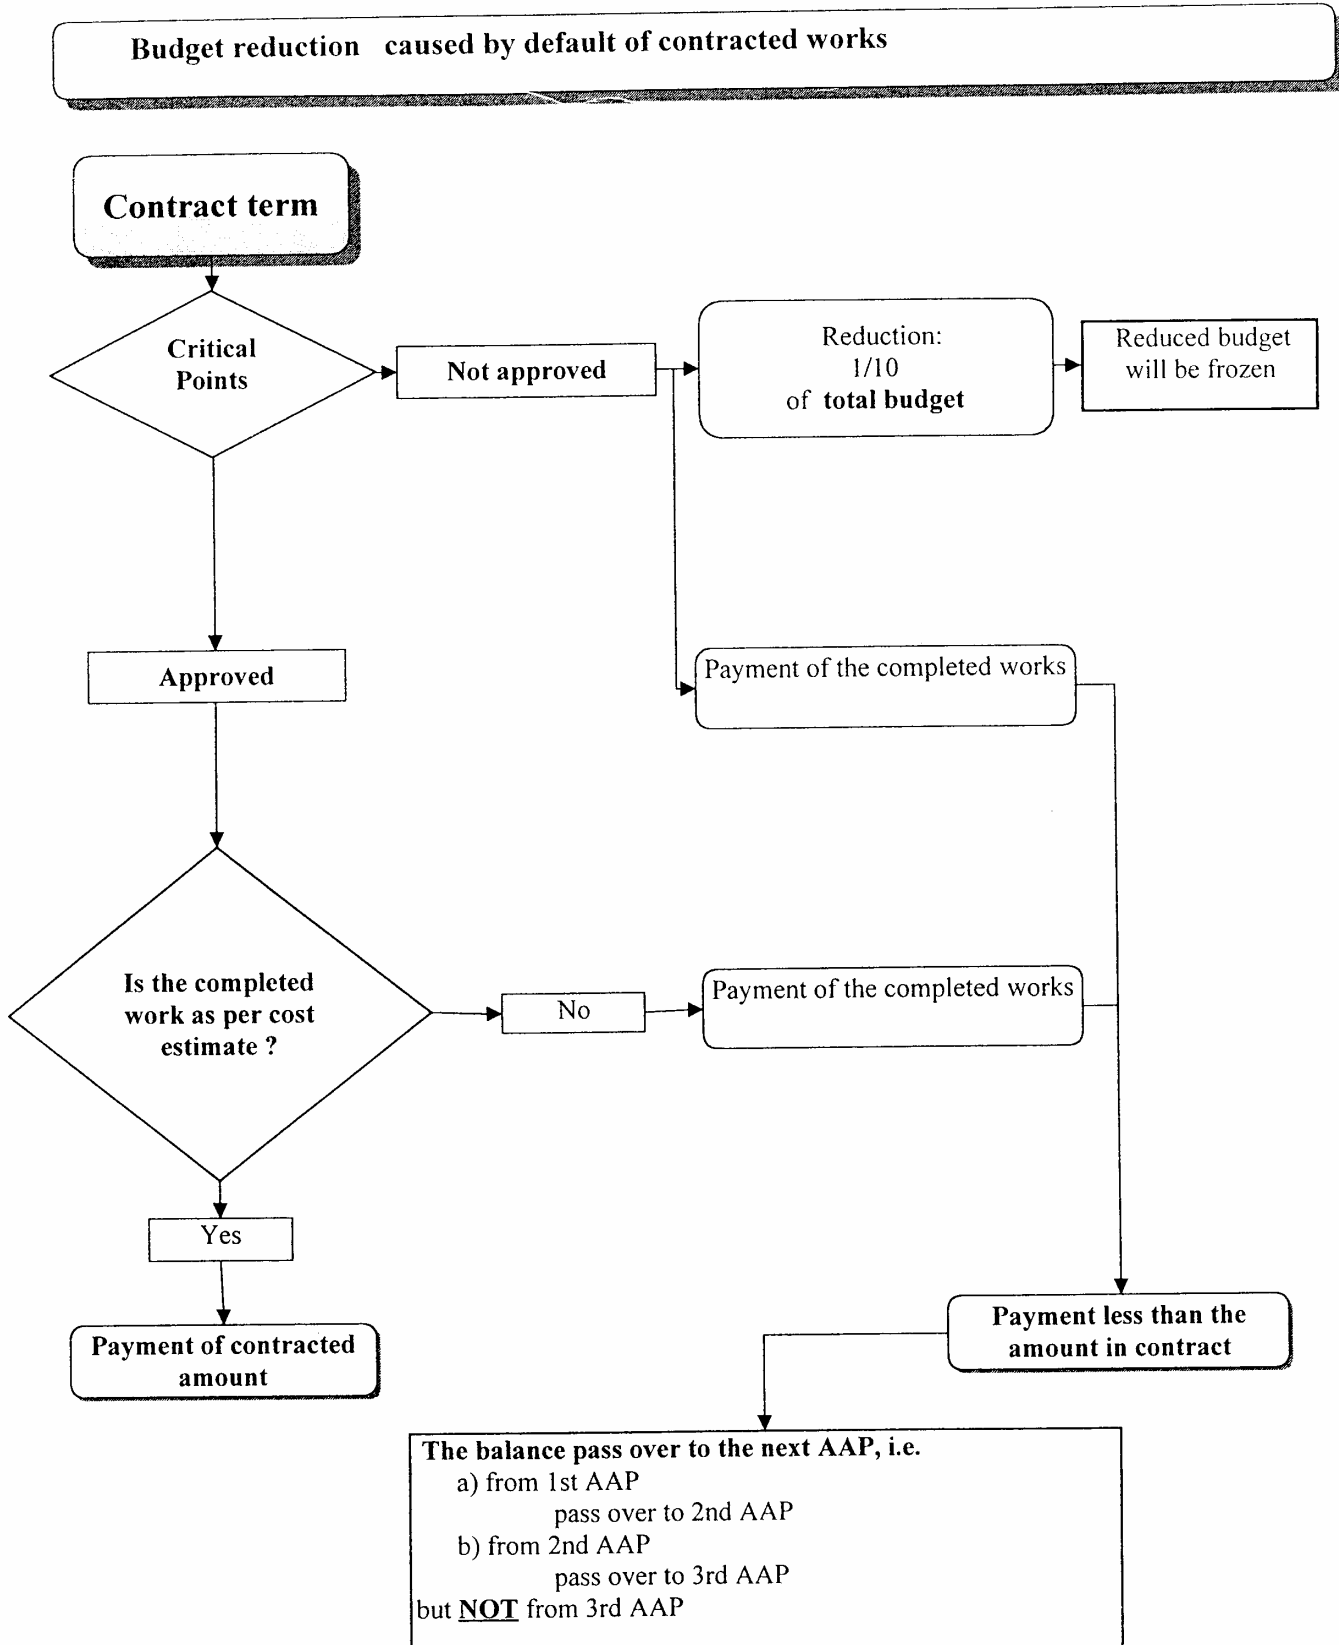 Budget reduction caused by default of contracted works
Contract term
Critical
Points
Not approved
Reduction:
1/10
of total budget
Reduced budget
will be frozen
Approved
Payment of the completed works
Is the completed
work as per cost
estimate ?
No
Payment of the completed works
Yes
Payment of contracted
amount
Payment less than the
amount in contract
The balance pass over to the next AAP, i.e.
a) from 1st AAP
pass over to 2nd AAP
b) from 2nd AAP
pass over to 3rd AAP
but NOT from 3rd AAP